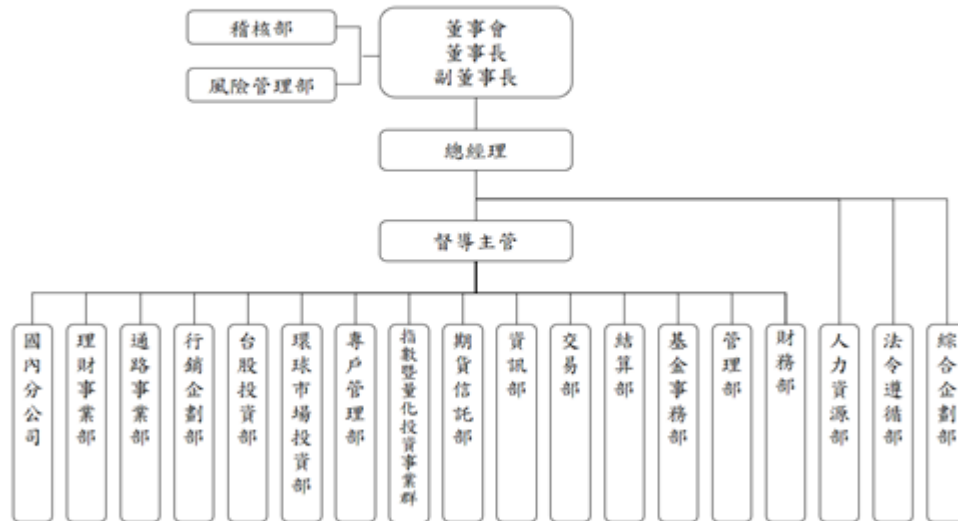 稽核部
風險管理部
董事會
董事長
副董事長
總經理
督導主管
國內分公司
理財事業部
通路事業部
行銷企劃部
台股投資部
環球市場投資部
專戶管理部
指數暨量化投資事業群
期貨信託部
資訊部
交易部
結算部
基金事務部
管理部
財務部
人力資源部
法令遵循部
綜合企劃部